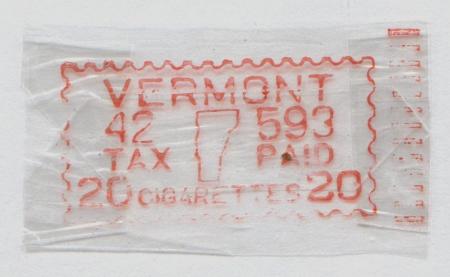 VERMONT
42 593
TAX PAID
20 CIGARETTES 20